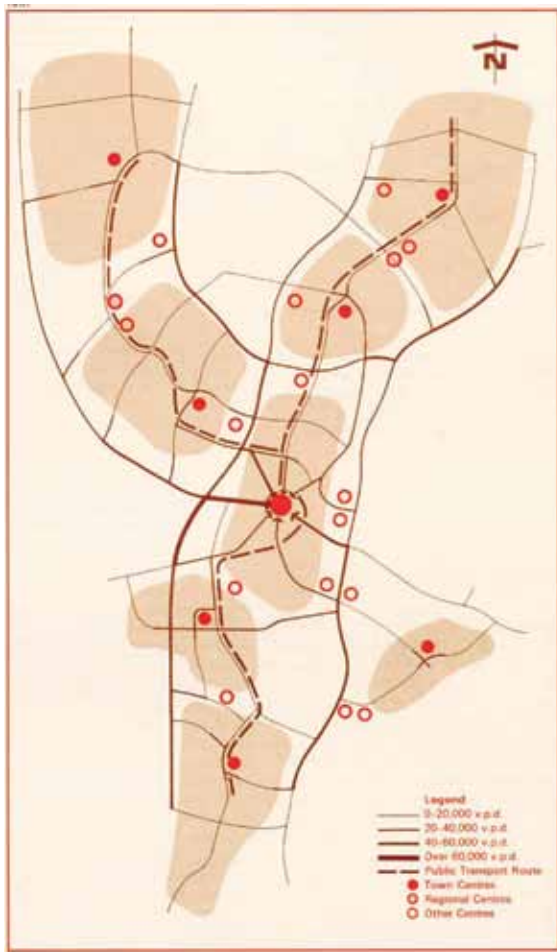 N
Legend
0-20,000 v.p.d.
20-40,000 v.p.d
40-60,000 v.p.d.
Over 60,000 v.p.d.
Public Transport Route
Town Centres
Regional Centres
Other Centres